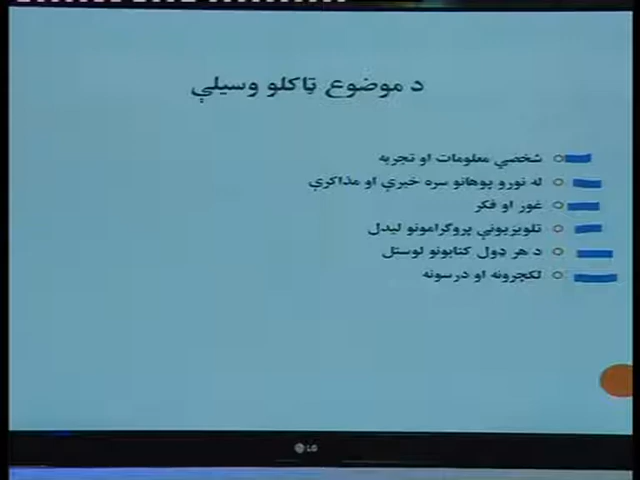 د موضوع ټاکلو وسیلې
شخصي معلومات او تجربه
له نورو پوهانو سره خبرې او مذاکرې
غور او فکر
تلویزیوني پروګرامونو لیدل
د هر ډول کتابونو لوستل
لکچرونه او درسونه
LG